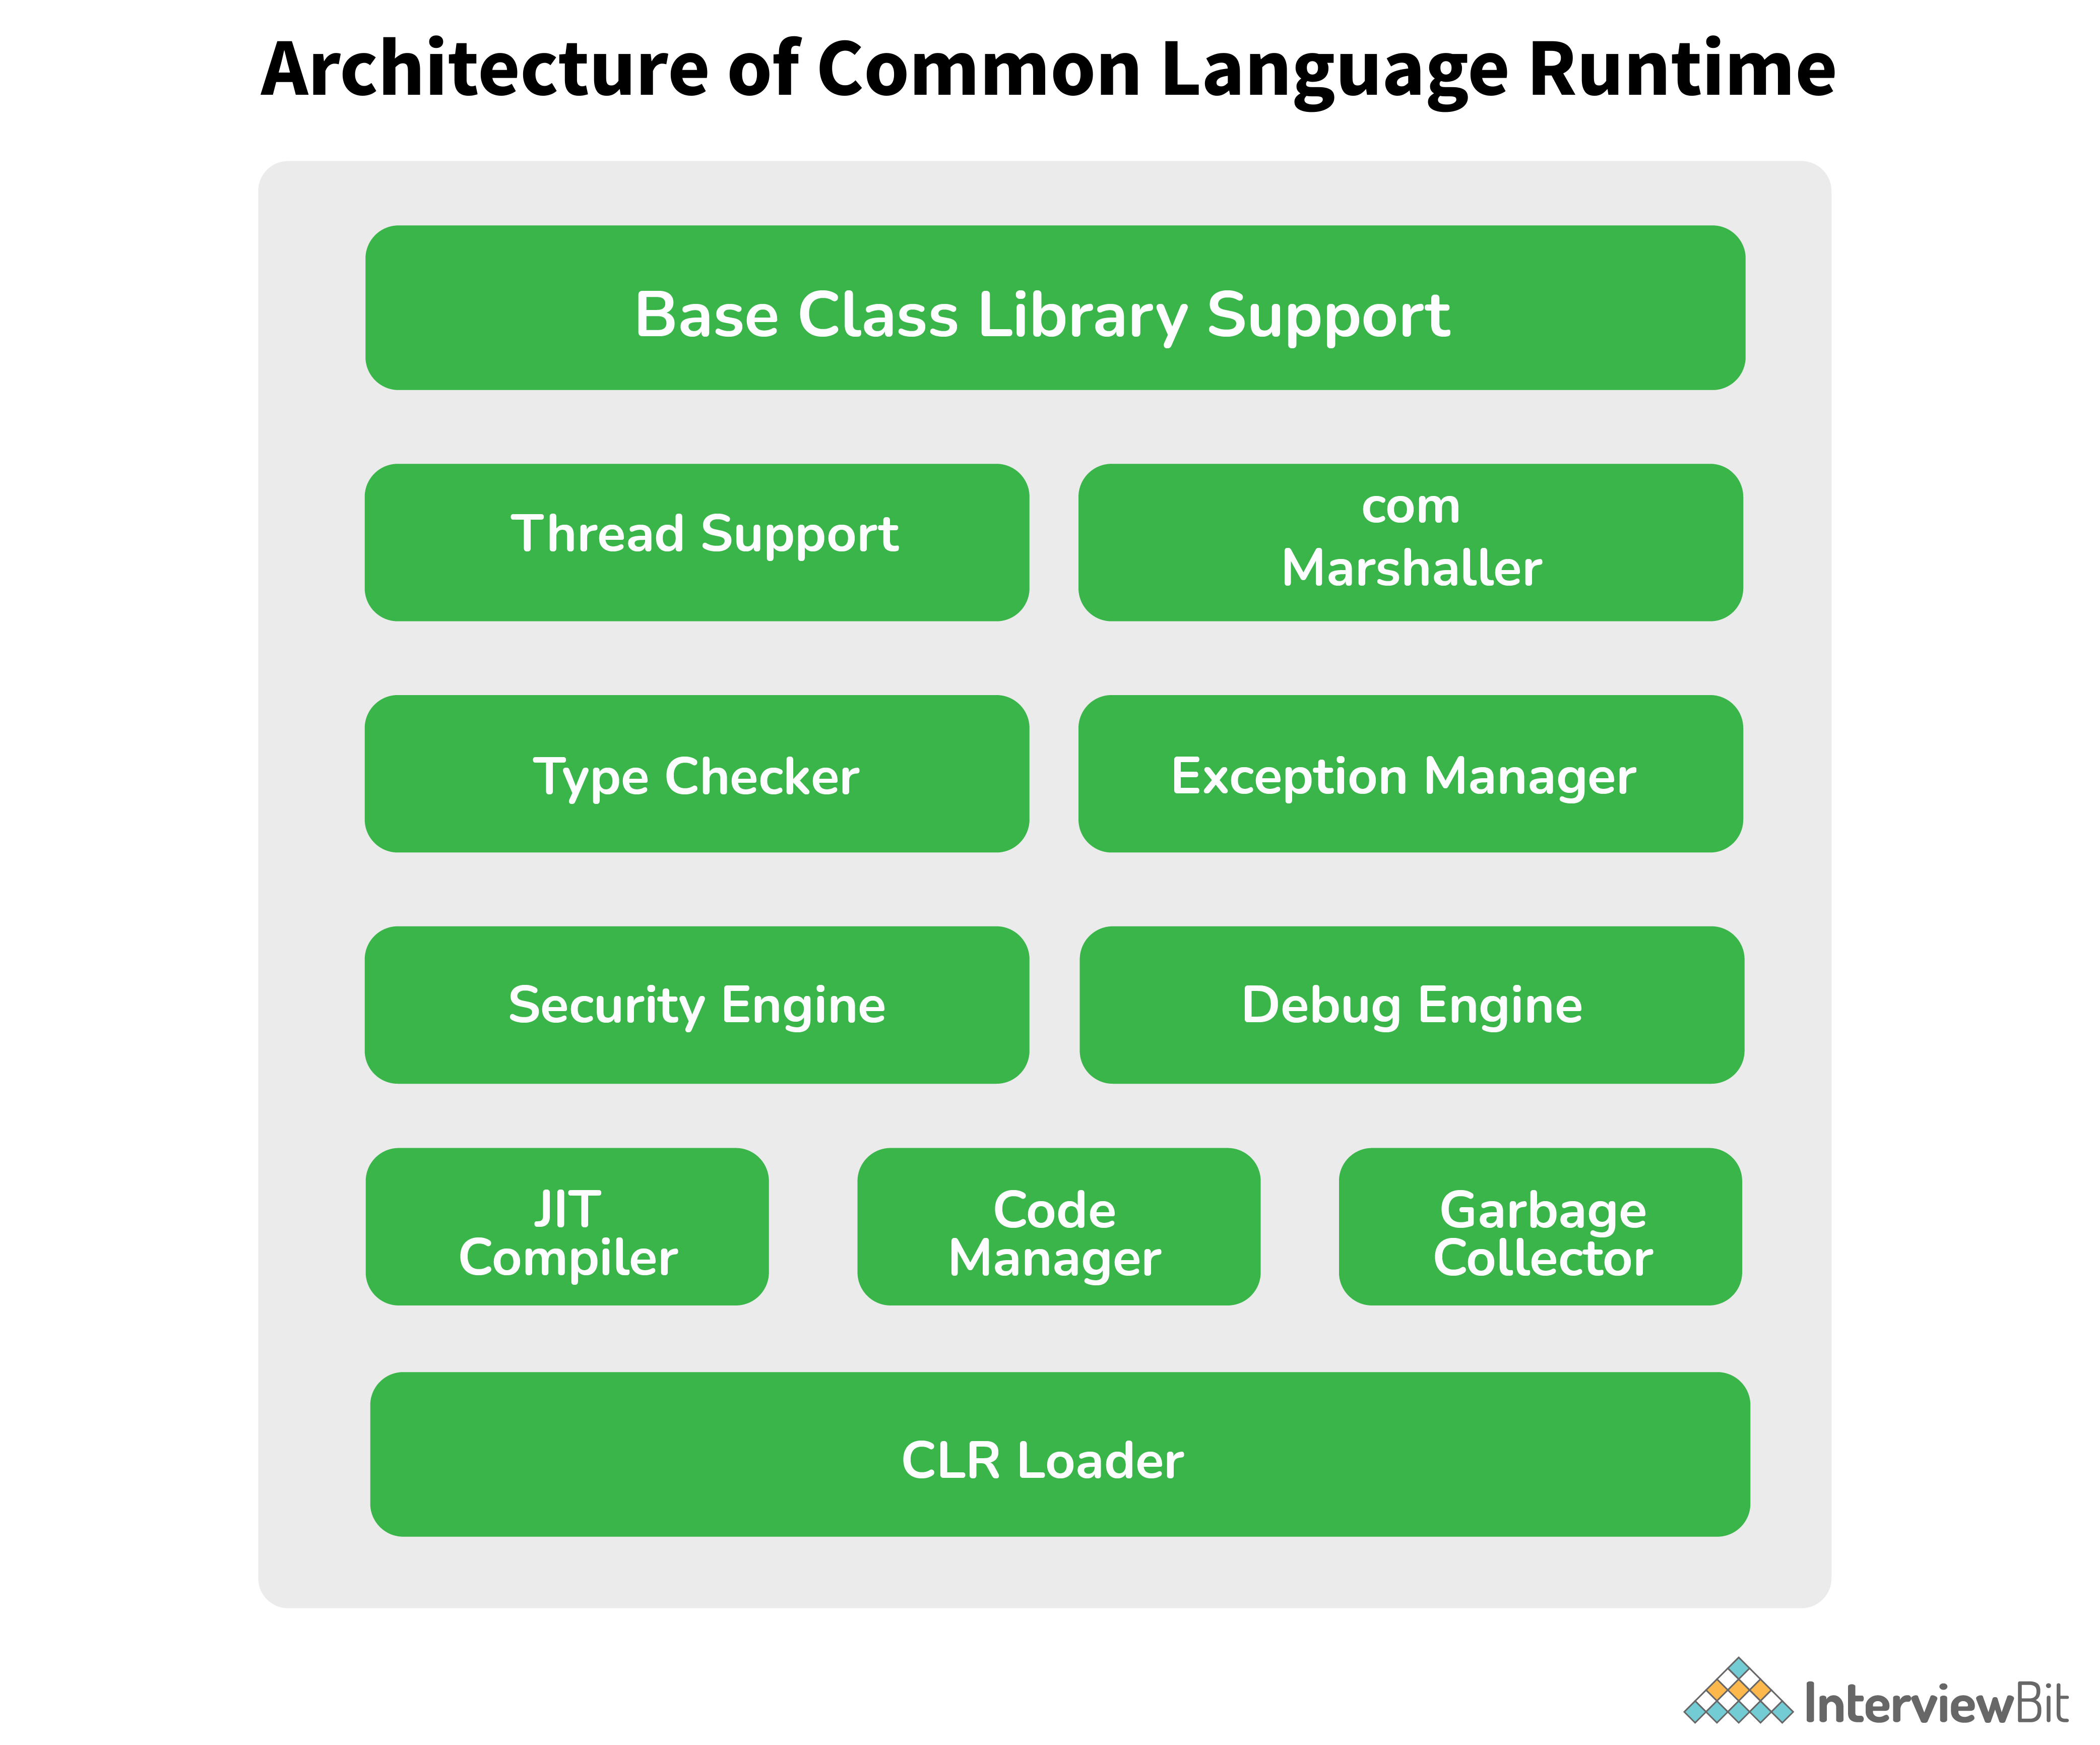 Architecture of Common Language Runtime
Base Class Library Support
Thread Support
com
Marshaller
Type Checker
Exception Manager
Security Engine
Debug Engine
JIT
Compiler
Code
Manager
Garbage
Collector
CLR Loader
InterviewBit